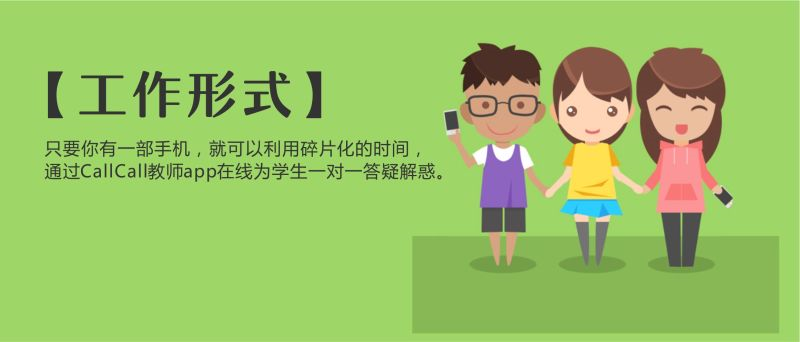 【工作形式】
只要你有一部手机，就可以利用碎片化的时间，
通过CallCall教师app在线为学生一对一答疑解惑。